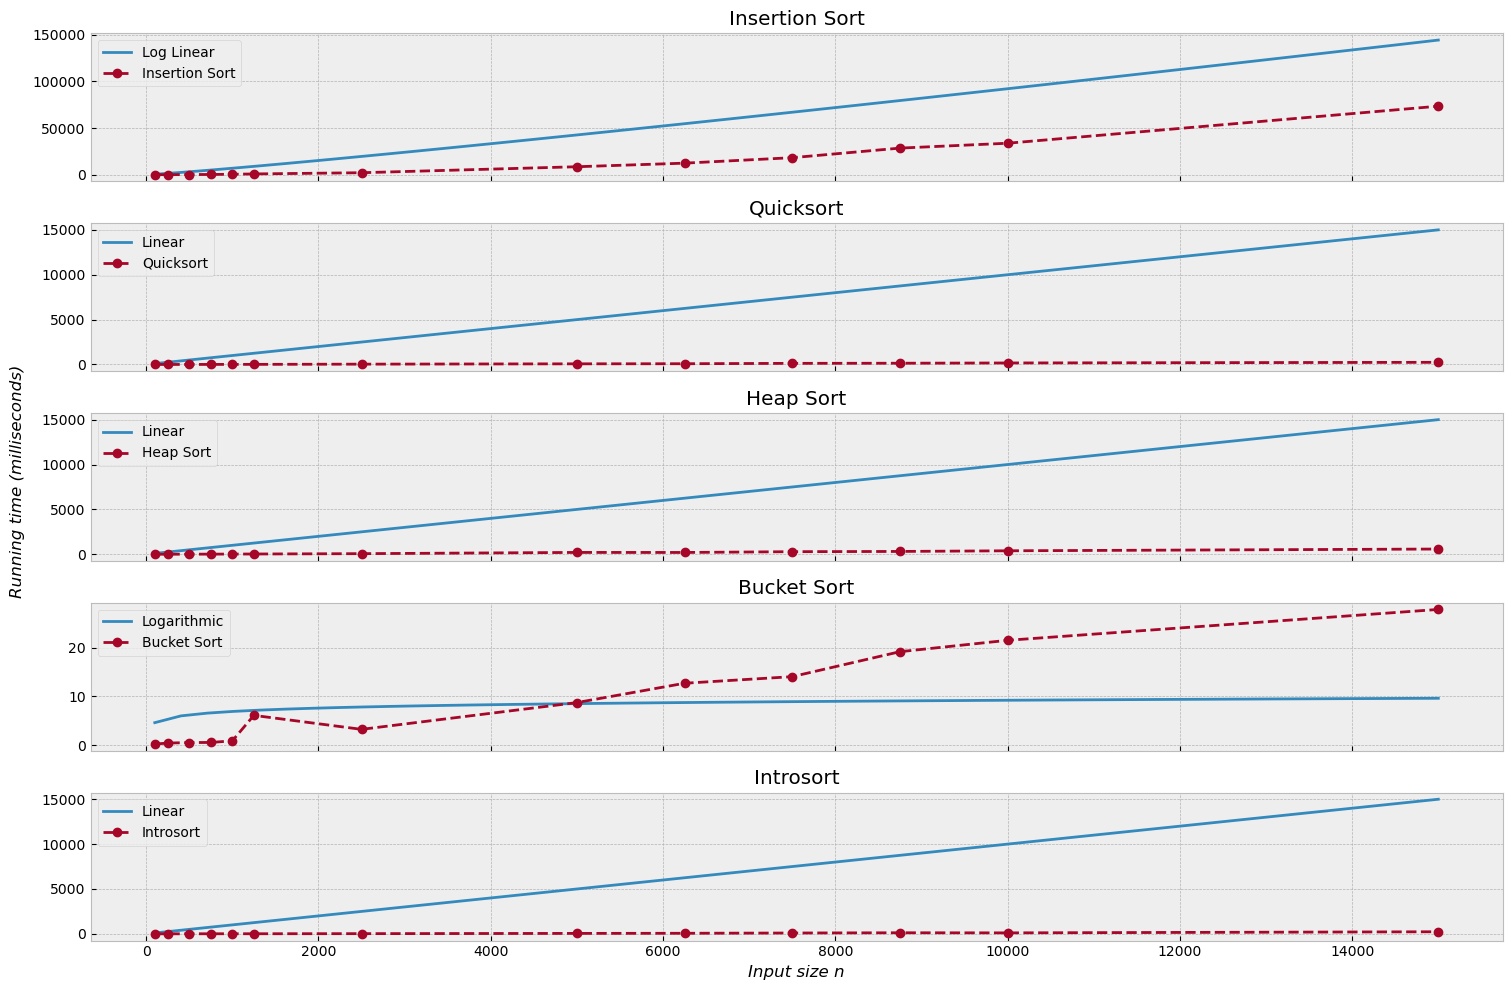 Insertion Sort
150000
100000
50000
0
Log Linear
Insertion Sort
Quicksort
15000
10000
5000
0
Linear
Quicksort
Heap Sort
15000
10000
5000
0
Linear
Heap Sort
Running time (milliseconds)
Bucket Sort
20
10
0
Logarithmic
Bucket Sort
Introsort
15000
10000
5000
0
Linear
Introsort
0 2000 4000 6000 8000 10000 12000 14000
Input size n